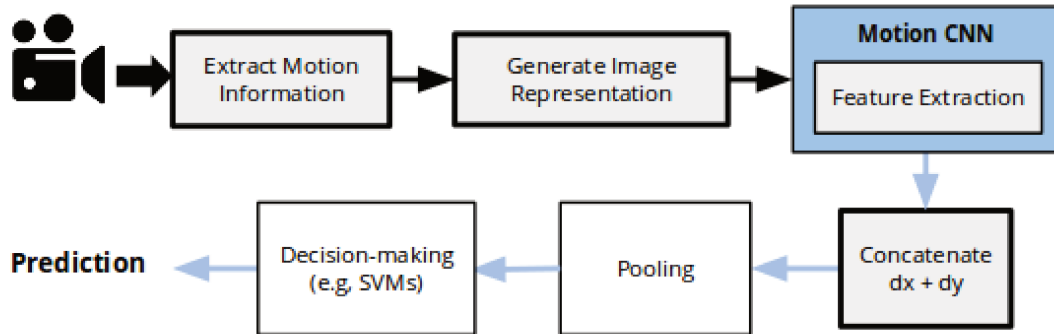 Extract Motion
Information
Generate Image
Representation
Motion CNN
Feature Extraction
Concatenate
dx + dy
Pooling
Decision-making
(e.g, SVMs)
Prediction